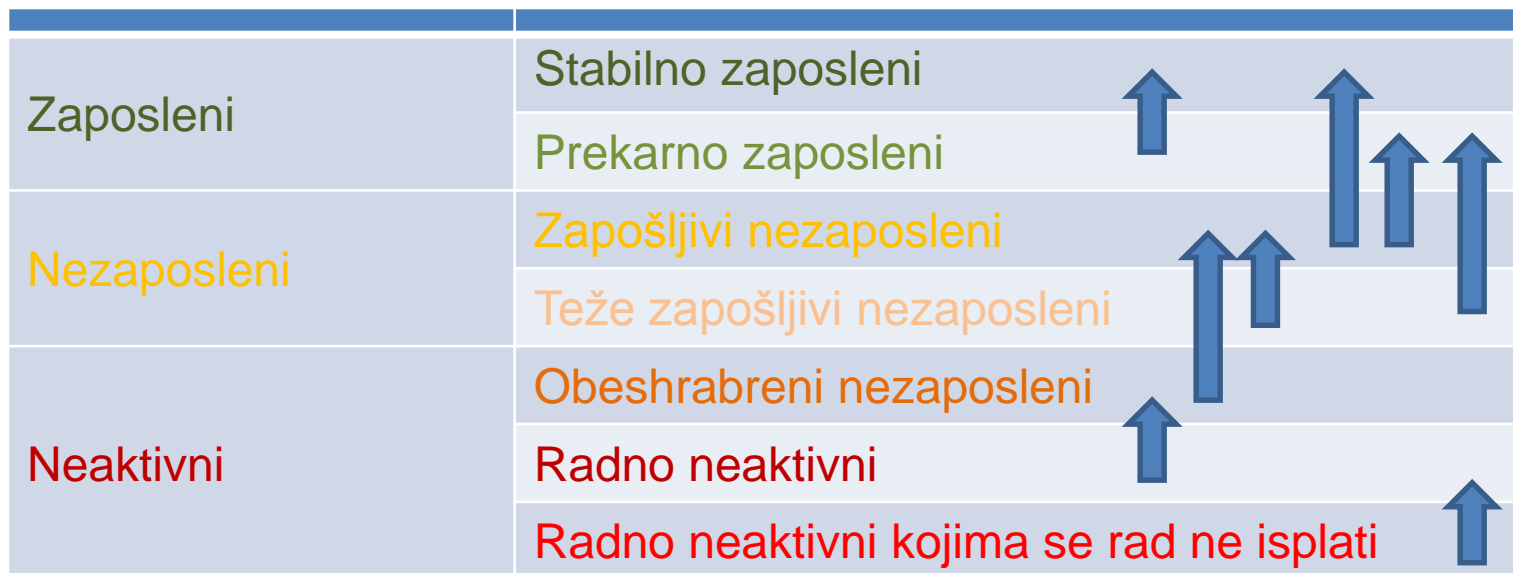 Zaposleni
Stabilno zaposleni
Prekarno zaposleni
Nezaposleni
Zapošljivi nezaposleni
Teže zapošljivi nezaposleni
Neaktivni
Obeshrabreni nezaposleni
Radno neaktivni
Radno neaktivni kojima se rad ne isplati